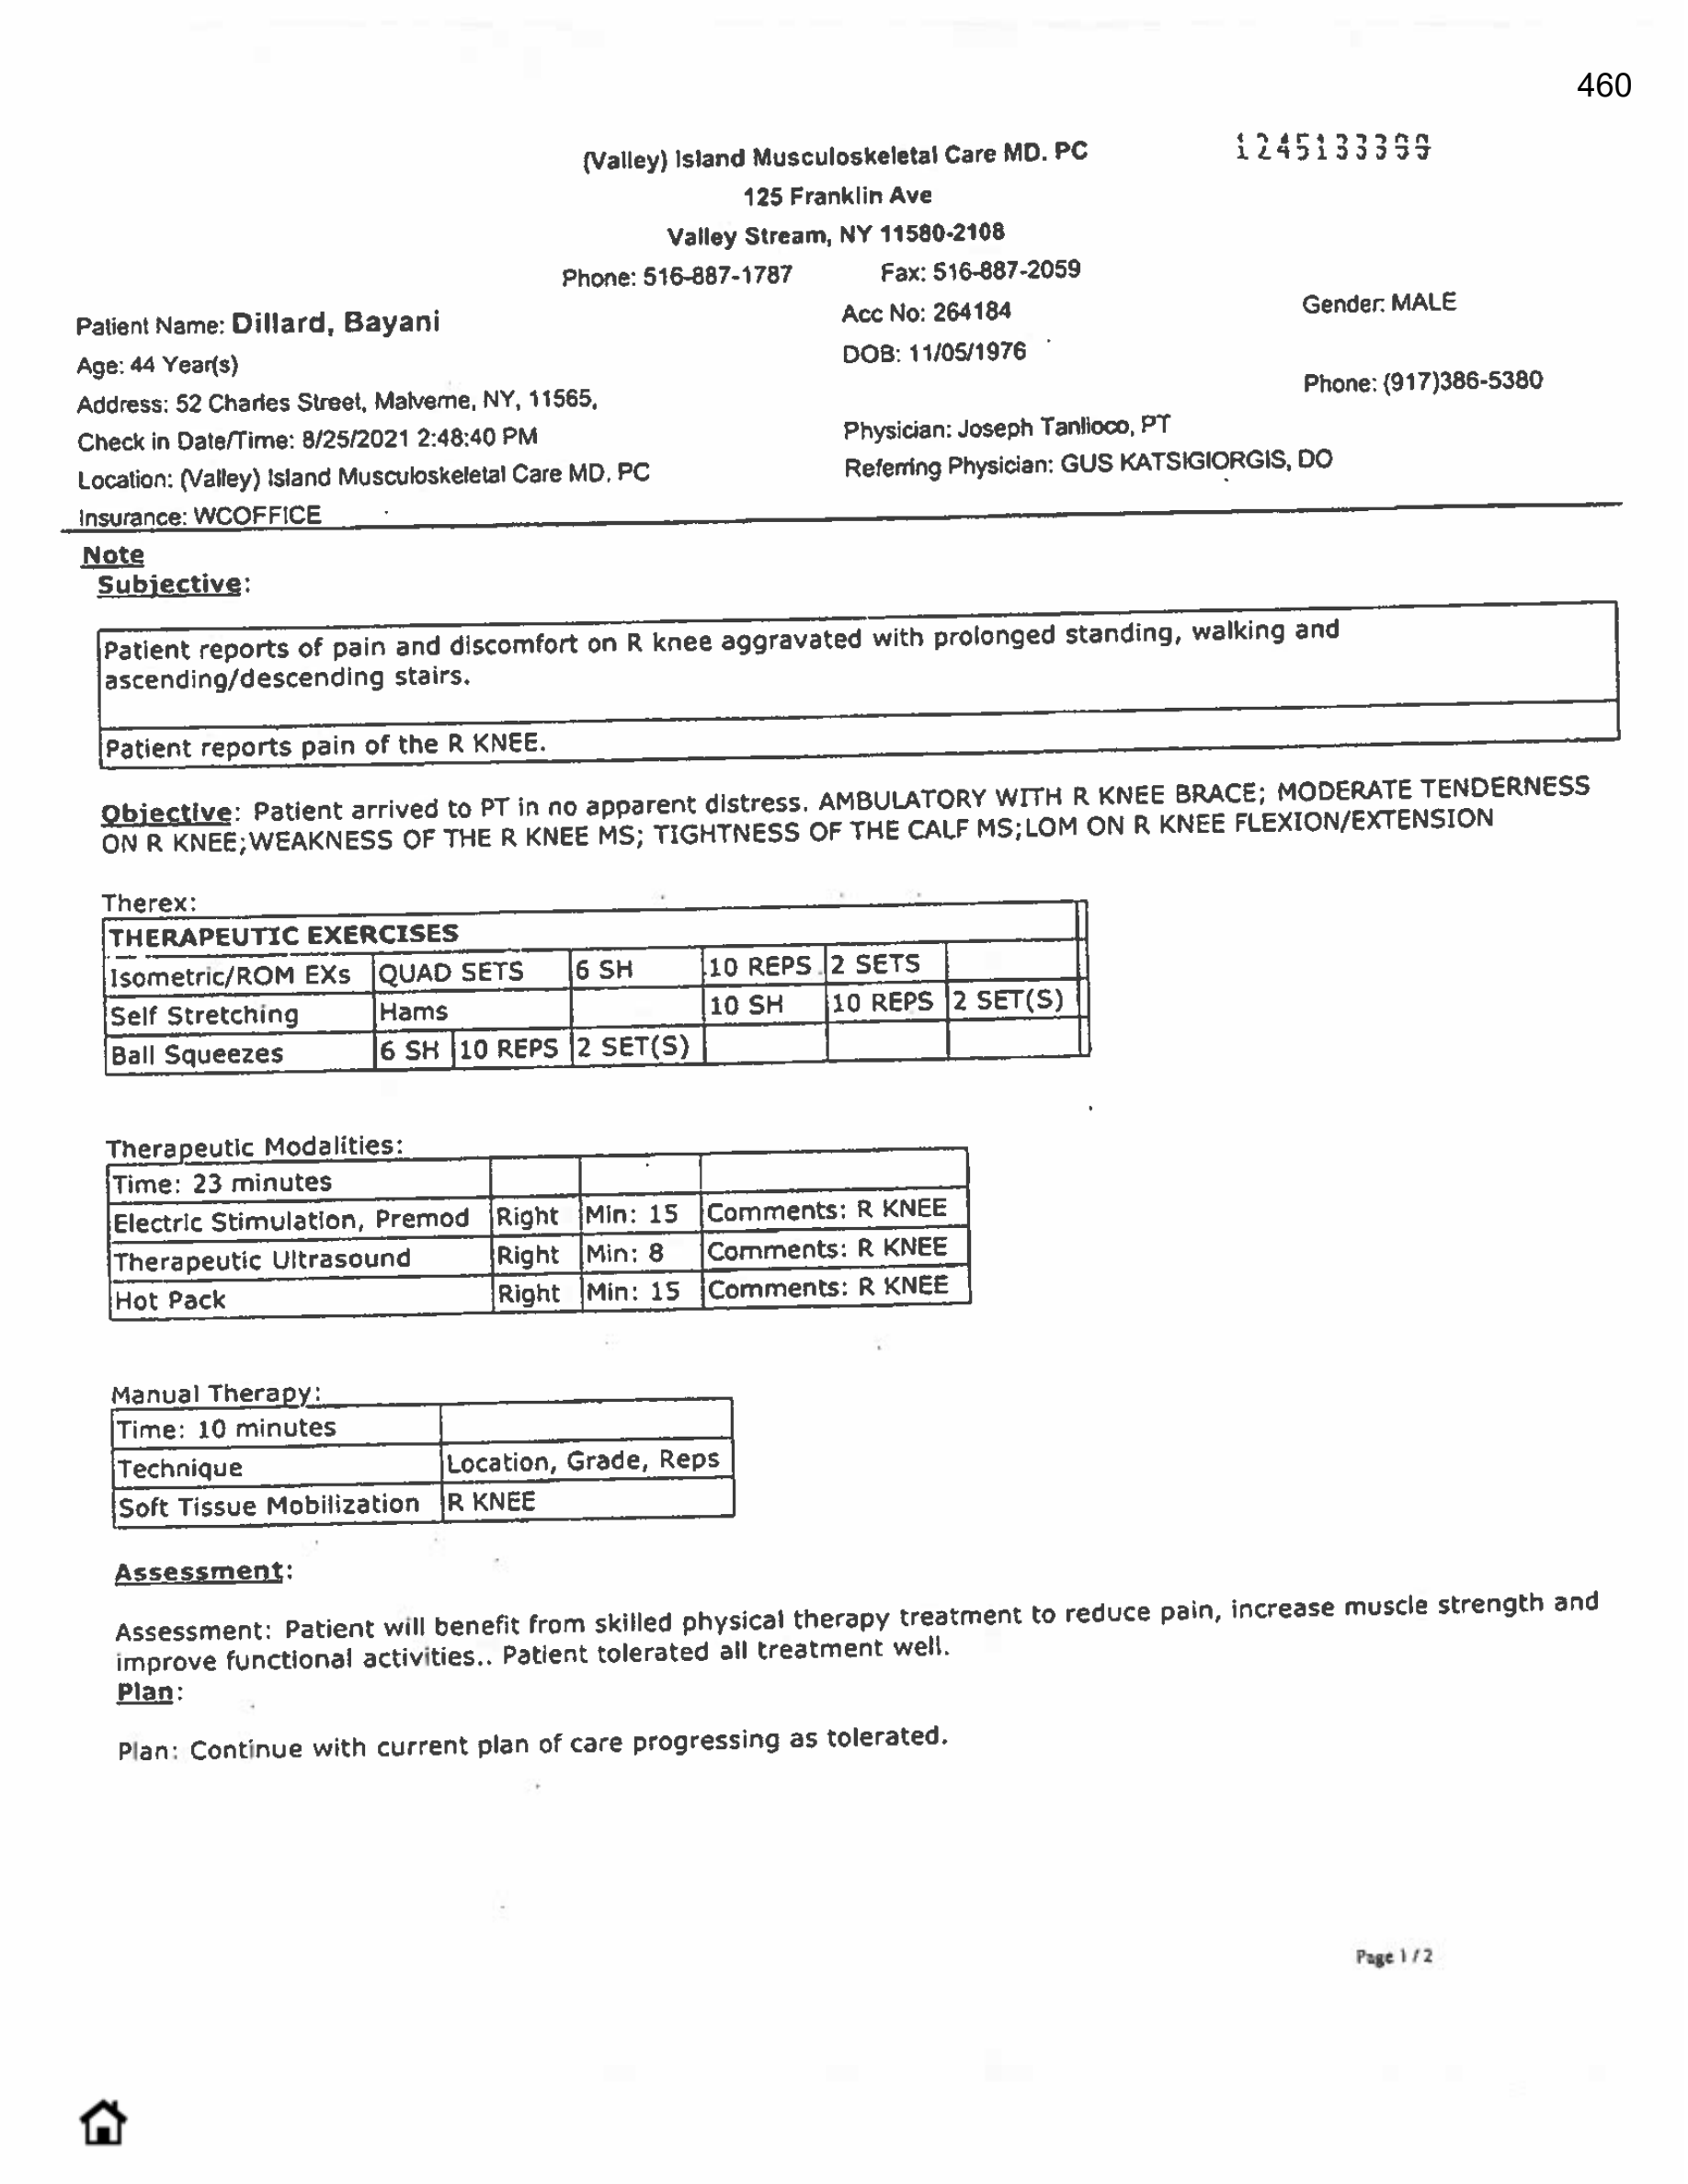 460
(Valley) Island Musculoskeletal Care MD. PC
125 Franklin Ave
Valley Stream, NY 11580-2108
Phone: 516-887-1787 Fax: 516-887-2059
Patient Name: Dillard, Bayani Acc No: 264184 Gender: MALE
Age: 44 Year(s) DOB: 11/05/1976
Address: 52 Charles Street, Malverne, NY, 11565, Phone: (917)386-5380
Check in Date/Time: 8/25/2021 2:48:40 PM Physician: Joseph Tanlioco, PT
Location: (Valley) Island Musculoskeletal Care MD. PC Referring Physician: GUS KATSIGIORGIS, DO
Insurance: WCOFFICE
Note
Subjective:
Patient reports of pain and discomfort on R knee aggravated with prolonged standing, walking and
ascending/descending stairs.
Patient reports pain of the R KNEE.
Objective: Patient arrived to PT in no apparent distress. AMBULATORY WITH R KNEE BRACE; MODERATE TENDERNESS
ON R KNEE;WEAKNESS OF THE R KNEE MS; TIGHTNESS OF THE CALF MS;LOM ON R KNEE FLEXION/EXTENSION
Therex:
THERAPEUTIC EXERCISES
Isometric/ROM EXs QUAD SETS 6 SH 10 REPS 2 SETS
Self Stretching Hams 10 SH 10 REPS 2 SET(S)
Ball Squeezes 6 SH 10 REPS 2 SET(S)
Therapeutic Modalities:
Time: 23 minutes
Electric Stimulation, Premod Right Min: 15 Comments: R KNEE
Therapeutic Ultrasound Right Min: 8 Comments: R KNEE
Hot Pack Right Min: 15 Comments: R KNEE
Manual Therapy:
Time: 10 minutes
Technique Location, Grade, Reps
Soft Tissue Mobilization R KNEE
Assessment:
Assessment: Patient will benefit from skilled physical therapy treatment to reduce pain, increase muscle strength and
improve functional activities.. Patient tolerated all treatment well.
Plan:
Plan: Continue with current plan of care progressing as tolerated.
Page 1 / 2